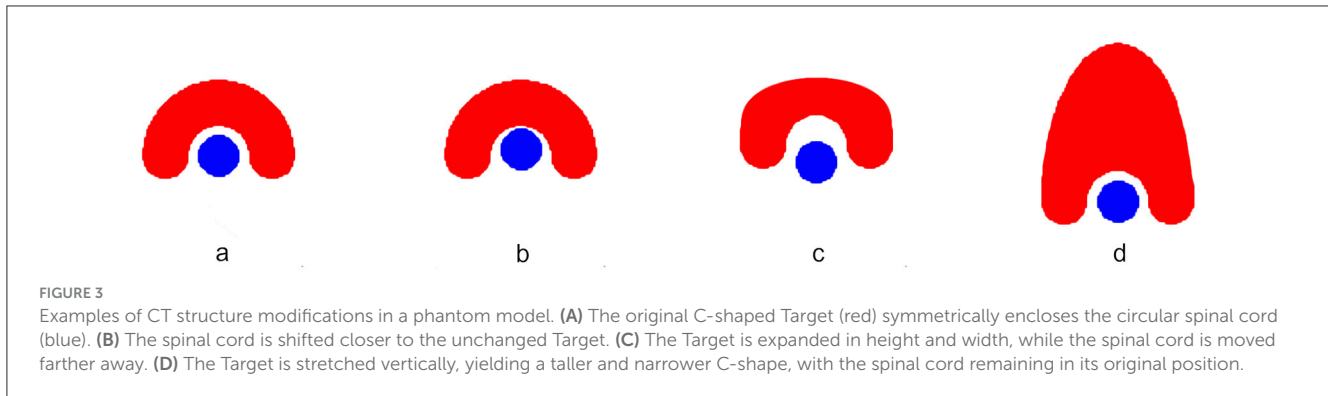 a b c d
FIGURE 3
Examples of CT structure modifications in a phantom model. (A) The original C-shaped Target (red) symmetrically encloses the circular spinal cord
(blue). (B) The spinal cord is shifted closer to the unchanged Target. (C) The Target is expanded in height and width, while the spinal cord is moved
farther away. (D) The Target is stretched vertically, yielding a taller and narrower C-shape, with the spinal cord remaining in its original position.